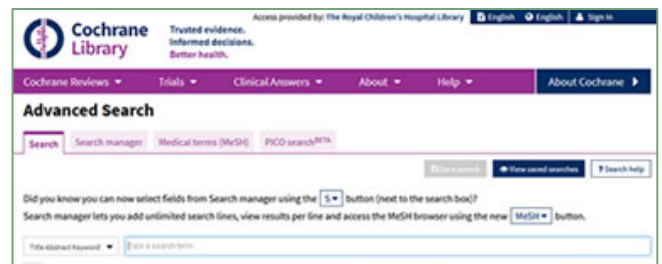 Access provided by: The Royal Children's Hospital Library English English Sign In
Cochrane Library
Trusted evidence.
Informed decisions.
Better health.
Cochrane Reviews Trials Clinical Answers About Help About Cochrane
Advanced Search
Search Search manager Medical terms (MeSH) PICO search BETA
Save search View saved searches ? Search help
Did you know you can now select fields from Search manager using the S button (next to the search box)?
Search manager lets you add unlimited search lines, view results per line and access the MeSH browser using the new MeSH button.
Title Abstract Keyword Type a search term